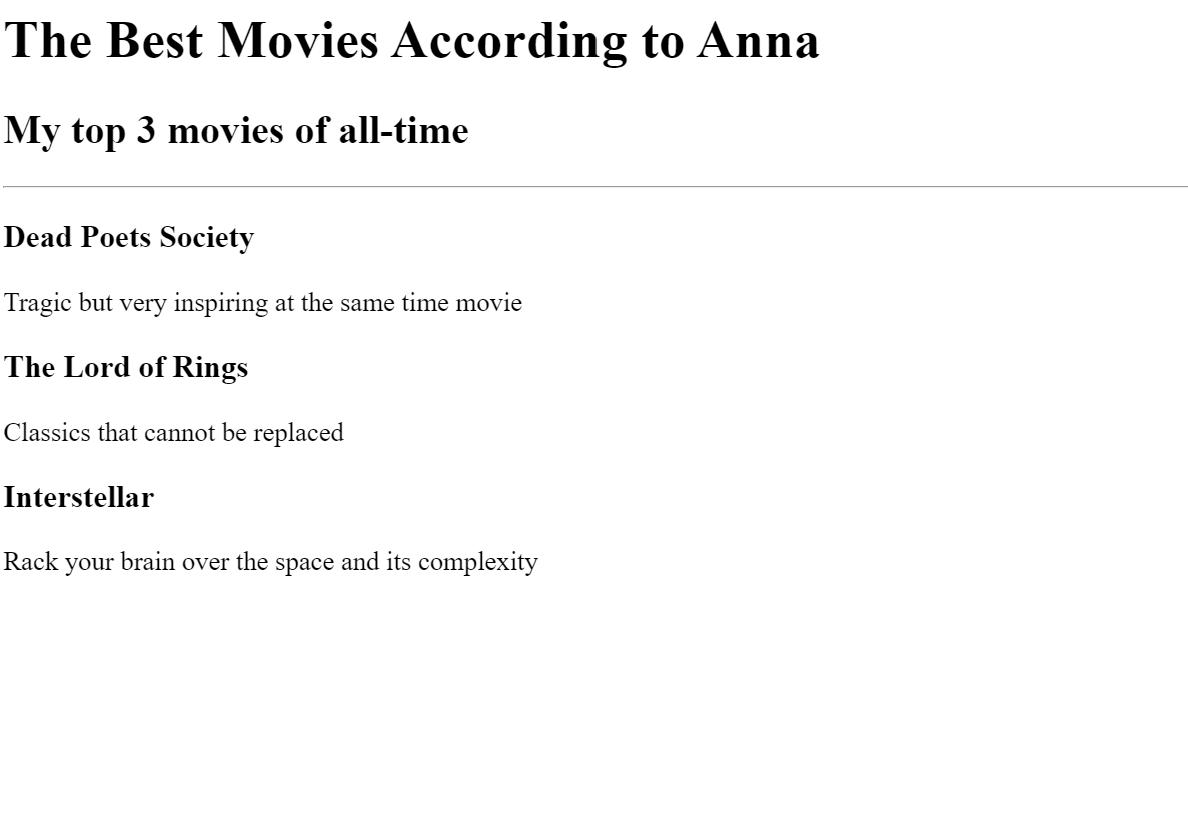 The Best Movies According to Anna
My top 3 movies of all-time
Dead Poets Society
Tragic but very inspiring at the same time movie
The Lord of Rings
Classics that cannot be replaced
Interstellar
Rack your brain over the space and its complexity